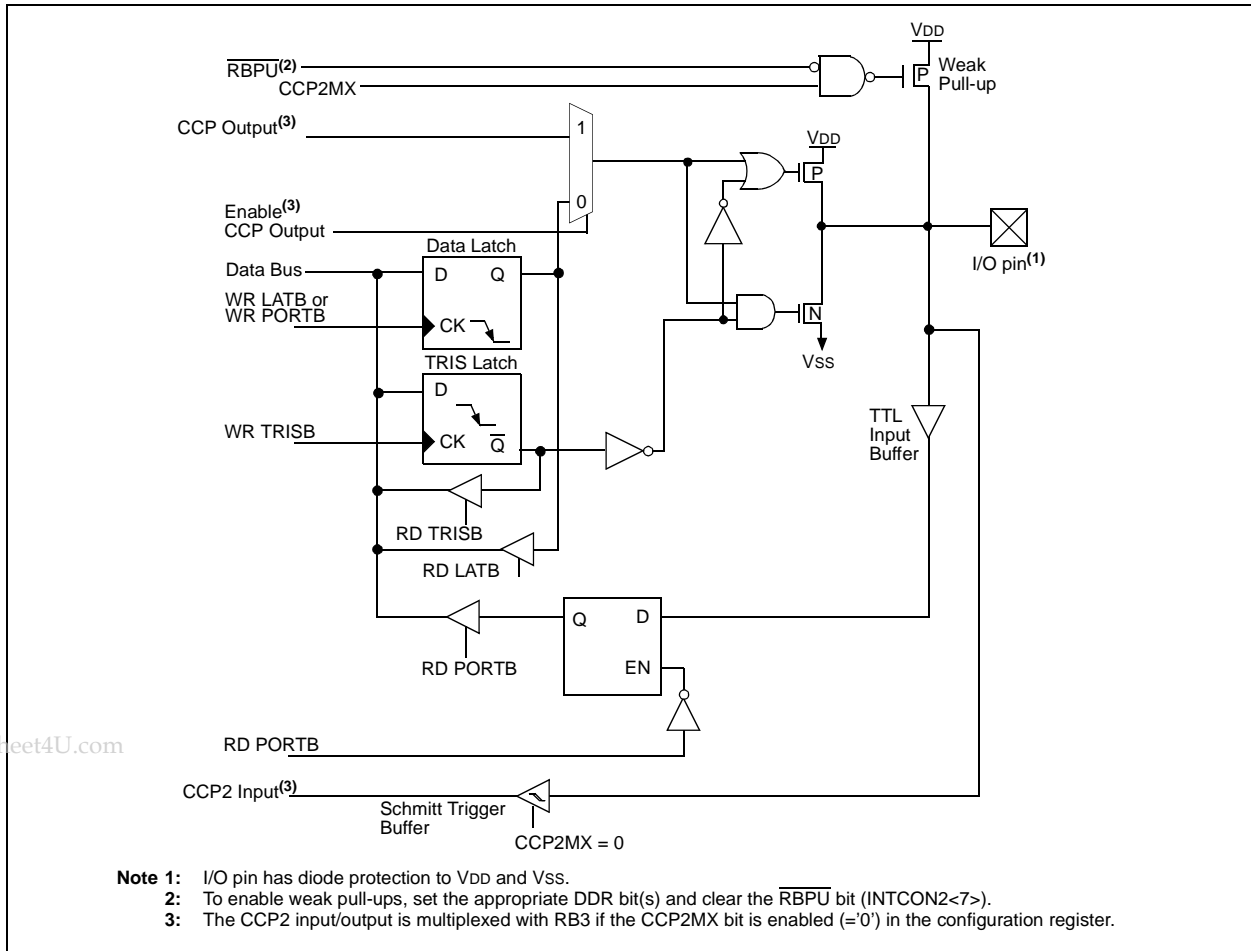 VDD
Weak
Pull-up
P
RBPU(2)
CCP2MX
CCP Output(3)
1
0
VDD
P
Enable(3)
CCP Output
I/O pin(1)
Data Bus
Data Latch
D Q
WR LATB or
WR PORTB
CK
N
VSS
TRIS Latch
D
WR TRISB
CK Q
TTL
Input
Buffer
RD TRISB
RD LATB
Q D
RD PORTB
EN
RD PORTB
heet4U.com
CCP2 Input(3)
Schmitt Trigger
Buffer
CCP2MX = 0
Note 1: I/O pin has diode protection to VDD and VSS.
2: To enable weak pull-ups, set the appropriate DDR bit(s) and clear the RBPU bit (INTCON2<7>).
3: The CCP2 input/output is multiplexed with RB3 if the CCP2MX bit is enabled (='0') in the configuration register.